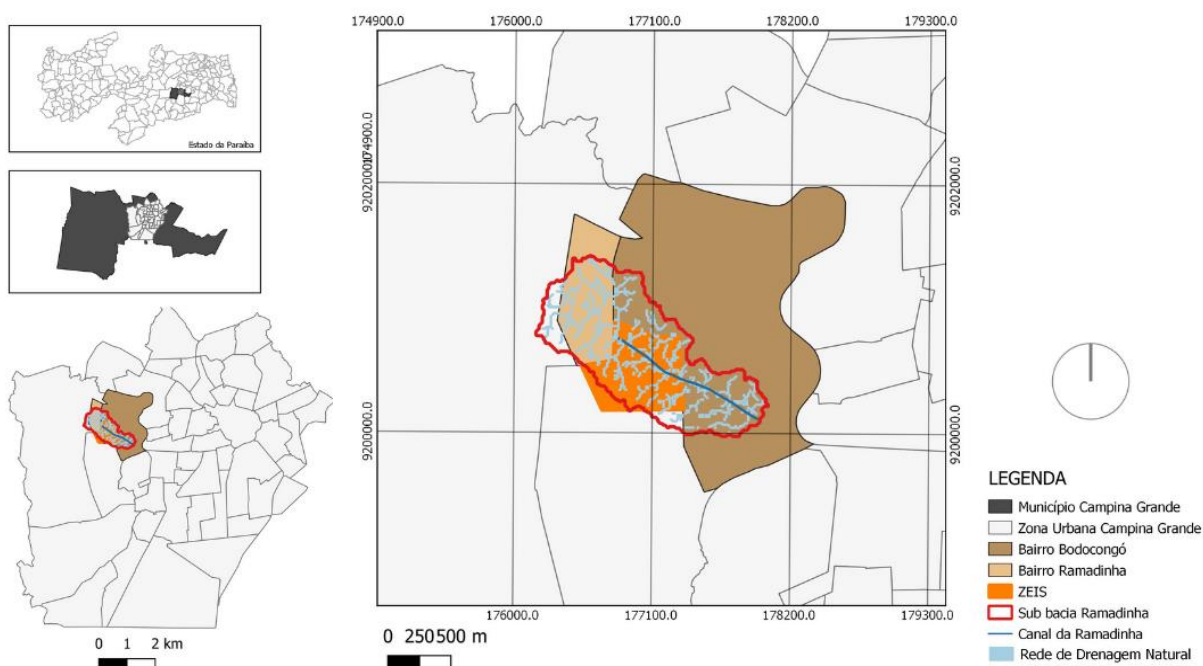 Estado da Paraíba
0 1 2 km
174900.0 176000.0 177100.0 178200.0 179300.0
174900.0
9202000.0
9202000.0
9200000.0
9200000.0
176000.0 177100.0 178200.0 179300.0
0 250500 m
LEGENDA
Município Campina Grande
Zona Urbana Campina Grande
Bairro Bodocongó
Bairro Ramadinha
ZEIS
Sub bacia Ramadinha
Canal da Ramadinha
Rede de Drenagem Natural